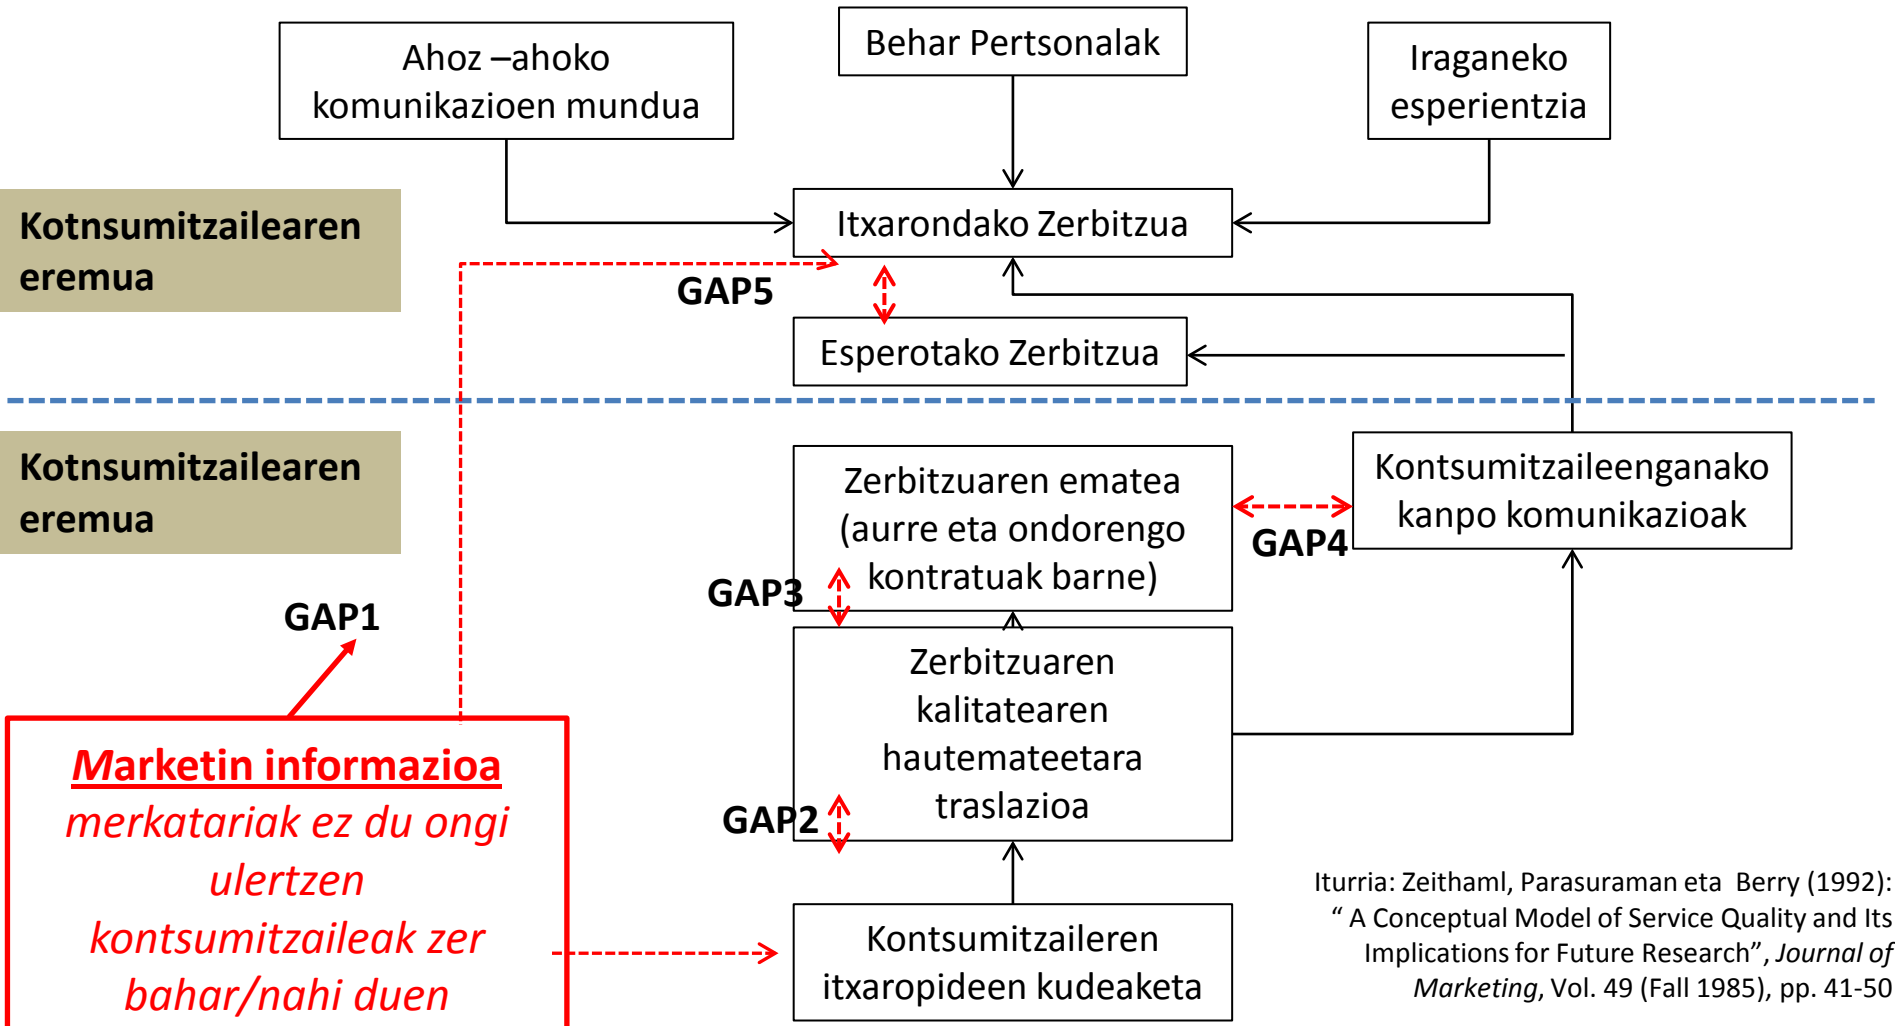 Ahoz –ahoko
komunikazioen mundua
Behar Pertsonalak
Iraganeko
esperientzia
Kotnsumitzailearen
eremua
Itxarondako Zerbitzua
GAP5
Esperotako Zerbitzua
Kotnsumitzailearen
eremua
Zerbitzuaren ematea
(aurre eta ondorengo
kontratuak barne)
GAP4
Kontsumitzaileenganako
kanpo komunikazioak
GAP3
GAP1
Zerbitzuaren
kalitatearen
hautemateetara
traslazioa
GAP2
Marketin informazioa
merkatariak ez du ongi
ulertzen
kontsumitzaileak zer
bahar/nahi duen
Kontsumitzaileren
itxaropideen kudeaketa
Iturria: Zeithaml, Parasuraman eta Berry (1992):
“ A Conceptual Model of Service Quality and Its
Implications for Future Research”, Journal of
Marketing, Vol. 49 (Fall 1985), pp. 41-50